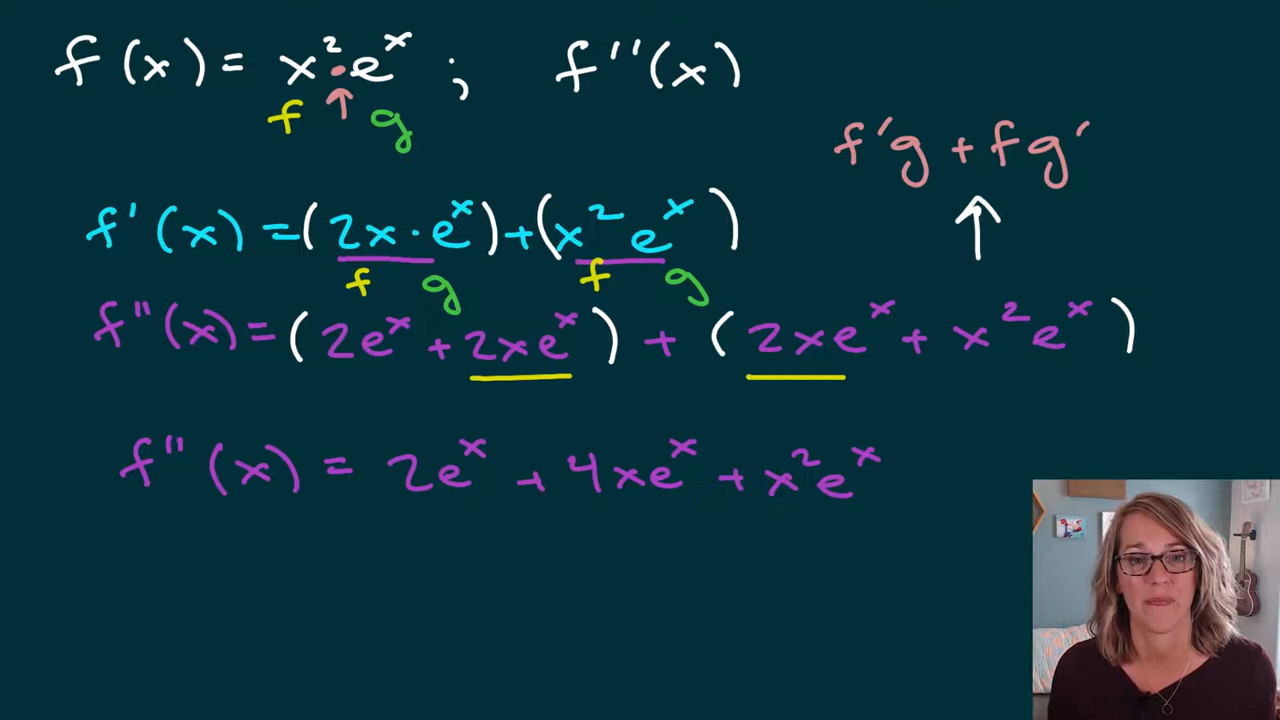 f(x) = x² · eˣ ; f''(x)
↑
f g
f'g + fg'
↑
f'(x) = (2x · eˣ) + (x² eˣ)
f g f g
f''(x) = (2eˣ + 2xeˣ) + (2xeˣ + x²eˣ)
f''(x) = 2eˣ + 4xeˣ + x²eˣ